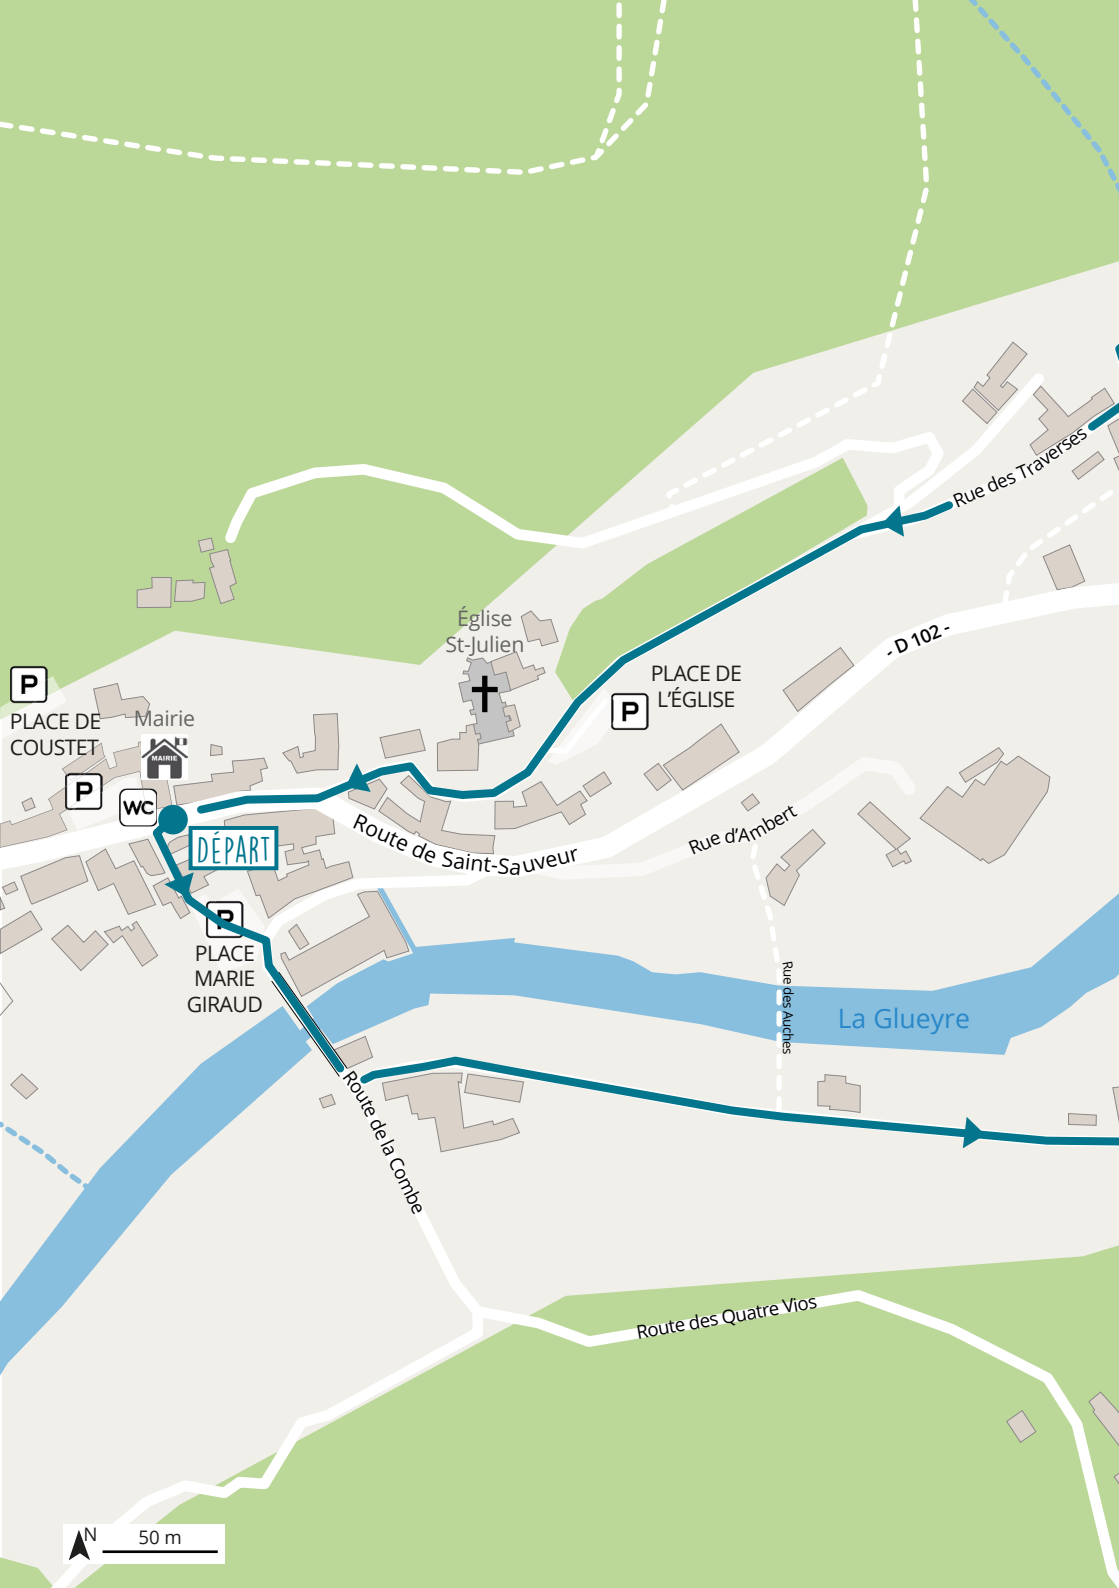 Rue des Traverses
Église
St-Julien
- D 102 -
P
PLACE DE
COUSTET
PLACE DE
L'ÉGLISE
P
Mairie
MAIRIE
P
WC
DÉPART
Route de Saint-Sauveur
Rue d'Ambert
P
PLACE
MARIE
GIRAUD
Rue des Auches
La Glueyre
Route de la Combe
Route des Quatre Vios
N
50 m